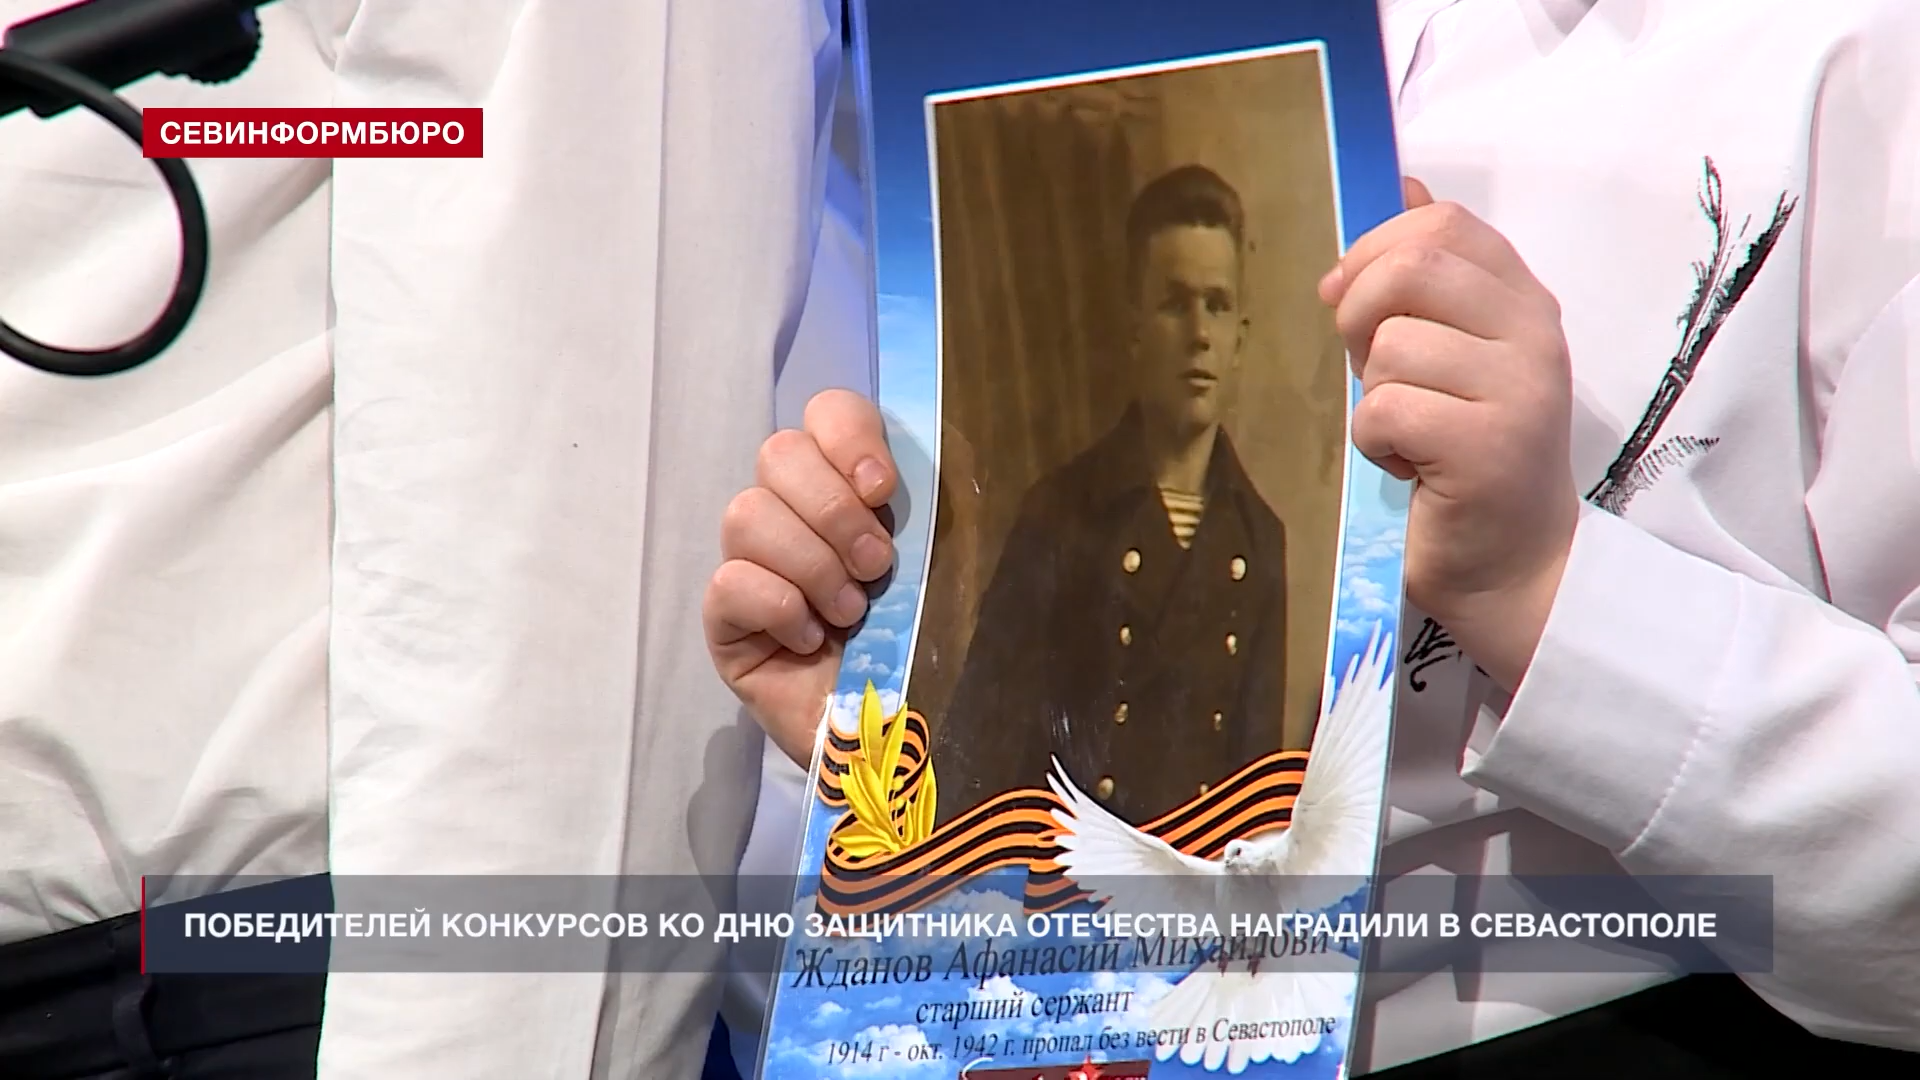 СЕВИНФОРМБЮРО
ПОБЕДИТЕЛЕЙ КОНКУРСОВ КО ДНЮ ЗАЩИТНИКА ОТЕЧЕСТВА НАГРАДИЛИ В СЕВАСТОПОЛЕ
Жданов Афанасий Михайлович
старший сержант
1914 г - окт. 1942 г. пропал без вести в Севастополе